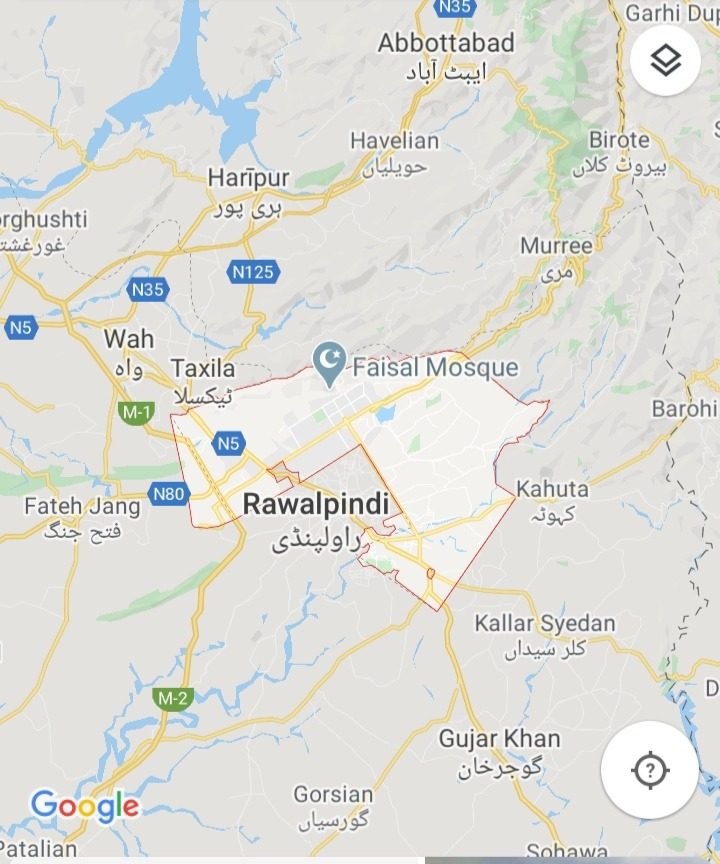 N35
Garhi Dup
Abbottabad
ایبٹ آباد
Havelian
حویلیاں
Birote
بیروٹ کلاں
Harīpur
ہری پور
orghushti
غورغشتی
Murree
مری
N125
N35
N5
Wah
واہ
Taxila
ٹیکسلا
Faisal Mosque
M-1
Barohi
N5
N80
Rawalpindi
راولپنڈی
Kahuta
کہوٹہ
Fateh Jang
فتح جنگ
Kallar Syedan
کلر سیداں
M-2
D
Gujar Khan
گوجرخان
?
Google
Gorsian
گورسیاں
Patalian
Sohawa